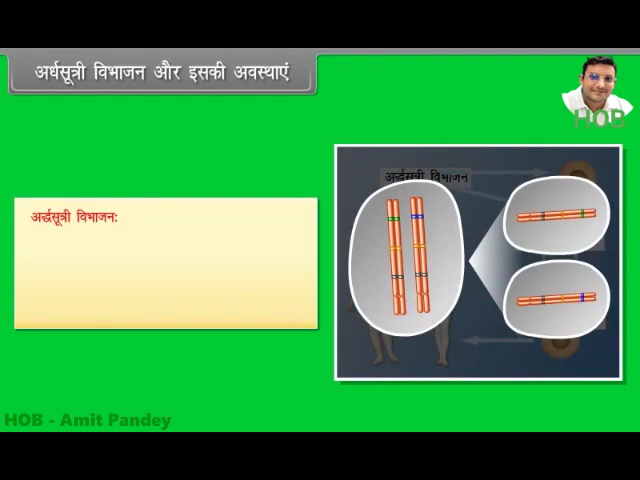 अर्धसूत्री विभाजन और इसकी अवस्थाएं
HOB
अर्द्धसूत्री विभाजन:
अर्द्धसूत्री विभाजन
HOB - Amit Pandey